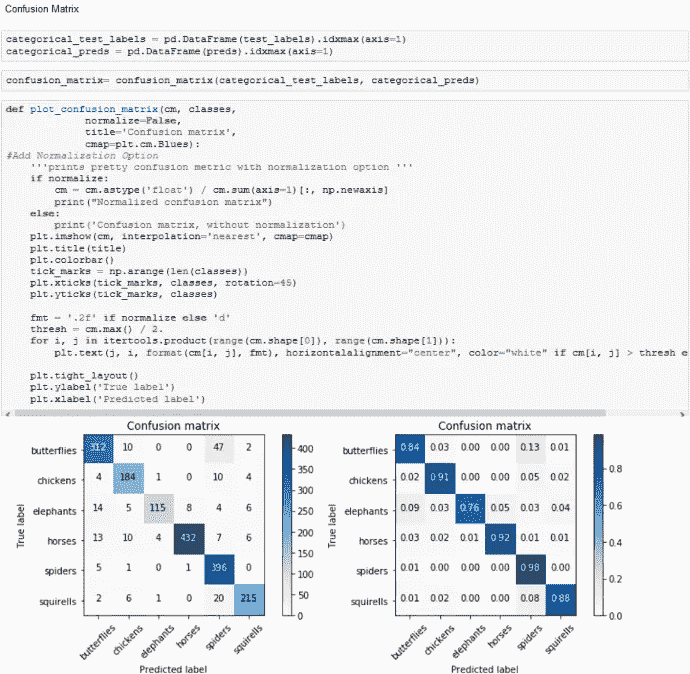 Confusion Matrix
categorical_test_labels = pd.DataFrame(test_labels).idxmax(axis=1)
categorical_preds = pd.DataFrame(preds).idxmax(axis=1)
confusion_matrix= confusion_matrix(categorical_test_labels, categorical_preds)
def plot_confusion_matrix(cm, classes,
normalize=False,
title='Confusion matrix',
cmap=plt.cm.Blues):
#Add Normalization Option
'''prints pretty confusion metric with normalization option '''
if normalize:
cm = cm.astype('float') / cm.sum(axis=1)[:, np.newaxis]
print("Normalized confusion matrix")
else:
print('Confusion matrix, without normalization')
plt.imshow(cm, interpolation='nearest', cmap=cmap)
plt.title(title)
plt.colorbar()
tick_marks = np.arange(len(classes))
plt.xticks(tick_marks, classes, rotation=45)
plt.yticks(tick_marks, classes)
fmt = '.2f' if normalize else 'd'
thresh = cm.max() / 2.
for i, j in itertools.product(range(cm.shape[0]), range(cm.shape[1])):
plt.text(j, i, format(cm[i, j], fmt), horizontalalignment="center", color="white" if cm[i, j] > thresh e
plt.tight_layout()
plt.ylabel('True label')
plt.xlabel('Predicted label')
Confusion matrix
butterflies 312 10 0 0 47 2
chickens 4 184 1 0 10 4
elephants 14 5 115 8 4 6
horses 13 10 4 432 7 6
spiders 5 1 0 1 396 0
squirells 2 6 1 0 20 215
True label
butterflies chickens elephants horses spiders squirells
Predicted label
400
350
300
250
200
150
100
50
0
Confusion matrix
butterflies 0.84 0.03 0.00 0.00 0.13 0.01
chickens 0.02 0.91 0.00 0.00 0.05 0.02
elephants 0.09 0.03 0.76 0.05 0.03 0.04
horses 0.03 0.02 0.01 0.92 0.01 0.01
spiders 0.01 0.00 0.00 0.00 0.98 0.00
squirells 0.01 0.02 0.00 0.00 0.08 0.88
True label
butterflies chickens elephants horses spiders squirells
Predicted label
0.8
0.6
0.4
0.2
0.0